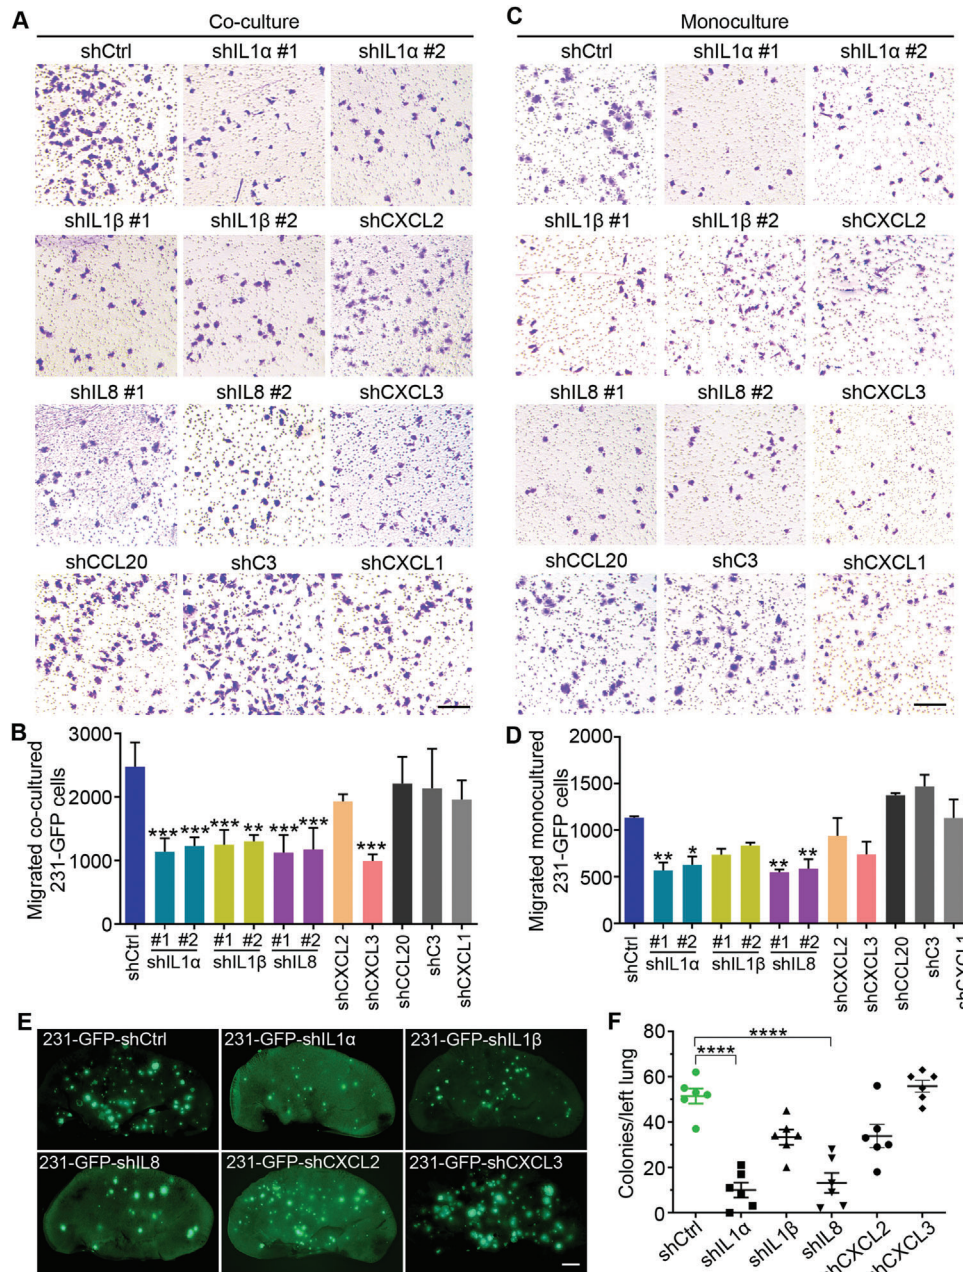 A
Co-culture
shCtrl shIL1α #1 shIL1α #2
shIL1β #1 shIL1β #2 shCXCL2
shIL8 #1 shIL8 #2 shCXCL3
shCCL20 shC3 shCXCL1
C
Monoculture
shCtrl shIL1α #1 shIL1α #2
shIL1β #1 shIL1β #2 shCXCL2
shIL8 #1 shIL8 #2 shCXCL3
shCCL20 shC3 shCXCL1
B
Migrated co-cultured
231-GFP cells
3000
2000
1000
0
*** *** *** ** *** *** ***
shCtrl
#1 #2 #1 #2 #1 #2
shIL1α shIL1β shIL8
shCXCL2
shCXCL3
shCCL20
shC3
shCXCL1
D
Migrated monocultured
231-GFP cells
2000
1500
1000
500
0
** * ** **
shCtrl
#1 #2 #1 #2 #1 #2
shIL1α shIL1β shIL8
shCXCL2
shCXCL3
shCCL20
shC3
shCXCL1
E
231-GFP-shCtrl 231-GFP-shIL1α 231-GFP-shIL1β
231-GFP-shIL8 231-GFP-shCXCL2 231-GFP-shCXCL3
F
Colonies/left lung
80
60
40
20
0
****
****
shCtrl
shIL1α
shIL1β
shIL8
shCXCL2
shCXCL3